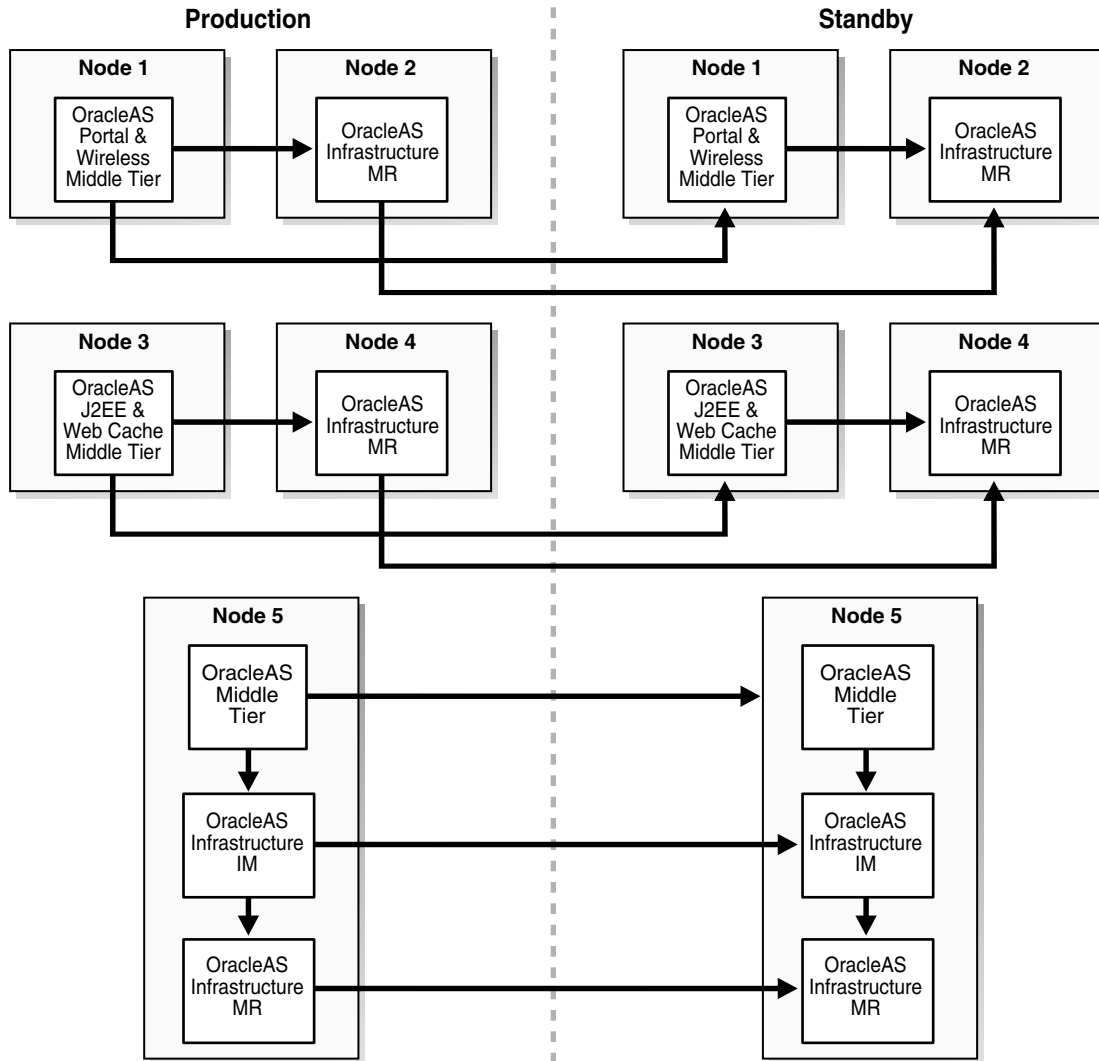 Production
Standby
Node 1
OracleAS
Portal &
Wireless
Middle Tier
Node 2
OracleAS
Infrastructure
MR
Node 1
OracleAS
Portal &
Wireless
Middle Tier
Node 2
OracleAS
Infrastructure
MR
Node 3
OracleAS
J2EE &
Web Cache
Middle Tier
Node 4
OracleAS
Infrastructure
MR
Node 3
OracleAS
J2EE &
Web Cache
Middle Tier
Node 4
OracleAS
Infrastructure
MR
Node 5
OracleAS
Middle
Tier
OracleAS
Infrastructure
IM
OracleAS
Infrastructure
MR
Node 5
OracleAS
Middle
Tier
OracleAS
Infrastructure
IM
OracleAS
Infrastructure
MR